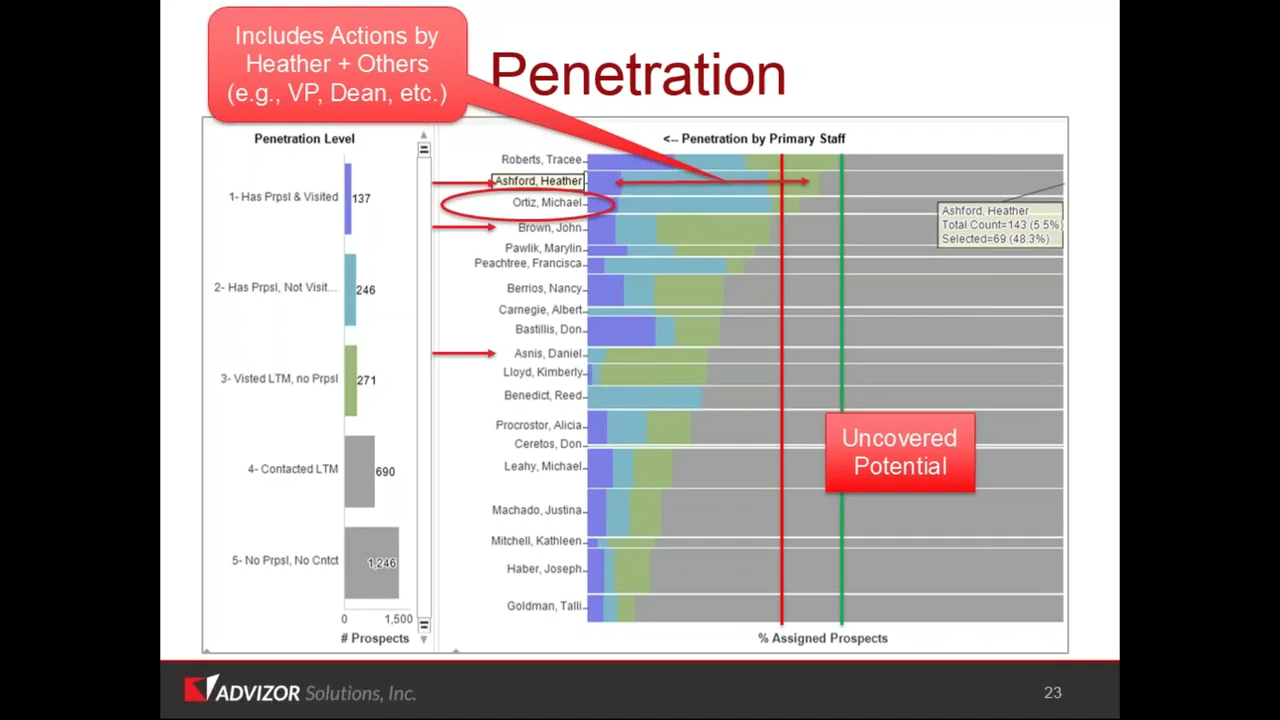 Includes Actions by
Heather + Others
(e.g., VP, Dean, etc.)
Penetration
Penetration Level
1- Has Prpsl & Visited
137
2- Has Prpsl, Not Visit...
246
3- Visted LTM, no Prpsl
271
4- Contacted LTM
690
5- No Prpsl, No Cntct
1,246
0
1,500
# Prospects
<-- Penetration by Primary Staff
Roberts, Tracee
Ashford, Heather
Ortiz, Michael
Brown, John
Pawlik, Marylin
Peachtree, Francisca
Berrios, Nancy
Carnegie, Albert
Bastillis, Don
Asnis, Daniel
Lloyd, Kimberly
Benedict, Reed
Procrostor, Alicia
Ceretos, Don
Leahy, Michael
Machado, Justina
Mitchell, Kathleen
Haber, Joseph
Goldman, Talli
% Assigned Prospects
Ashford, Heather
Total Count=143 (5.5%)
Selected=69 (48.3%)
Uncovered
Potential
ADVIZOR Solutions, Inc.
23